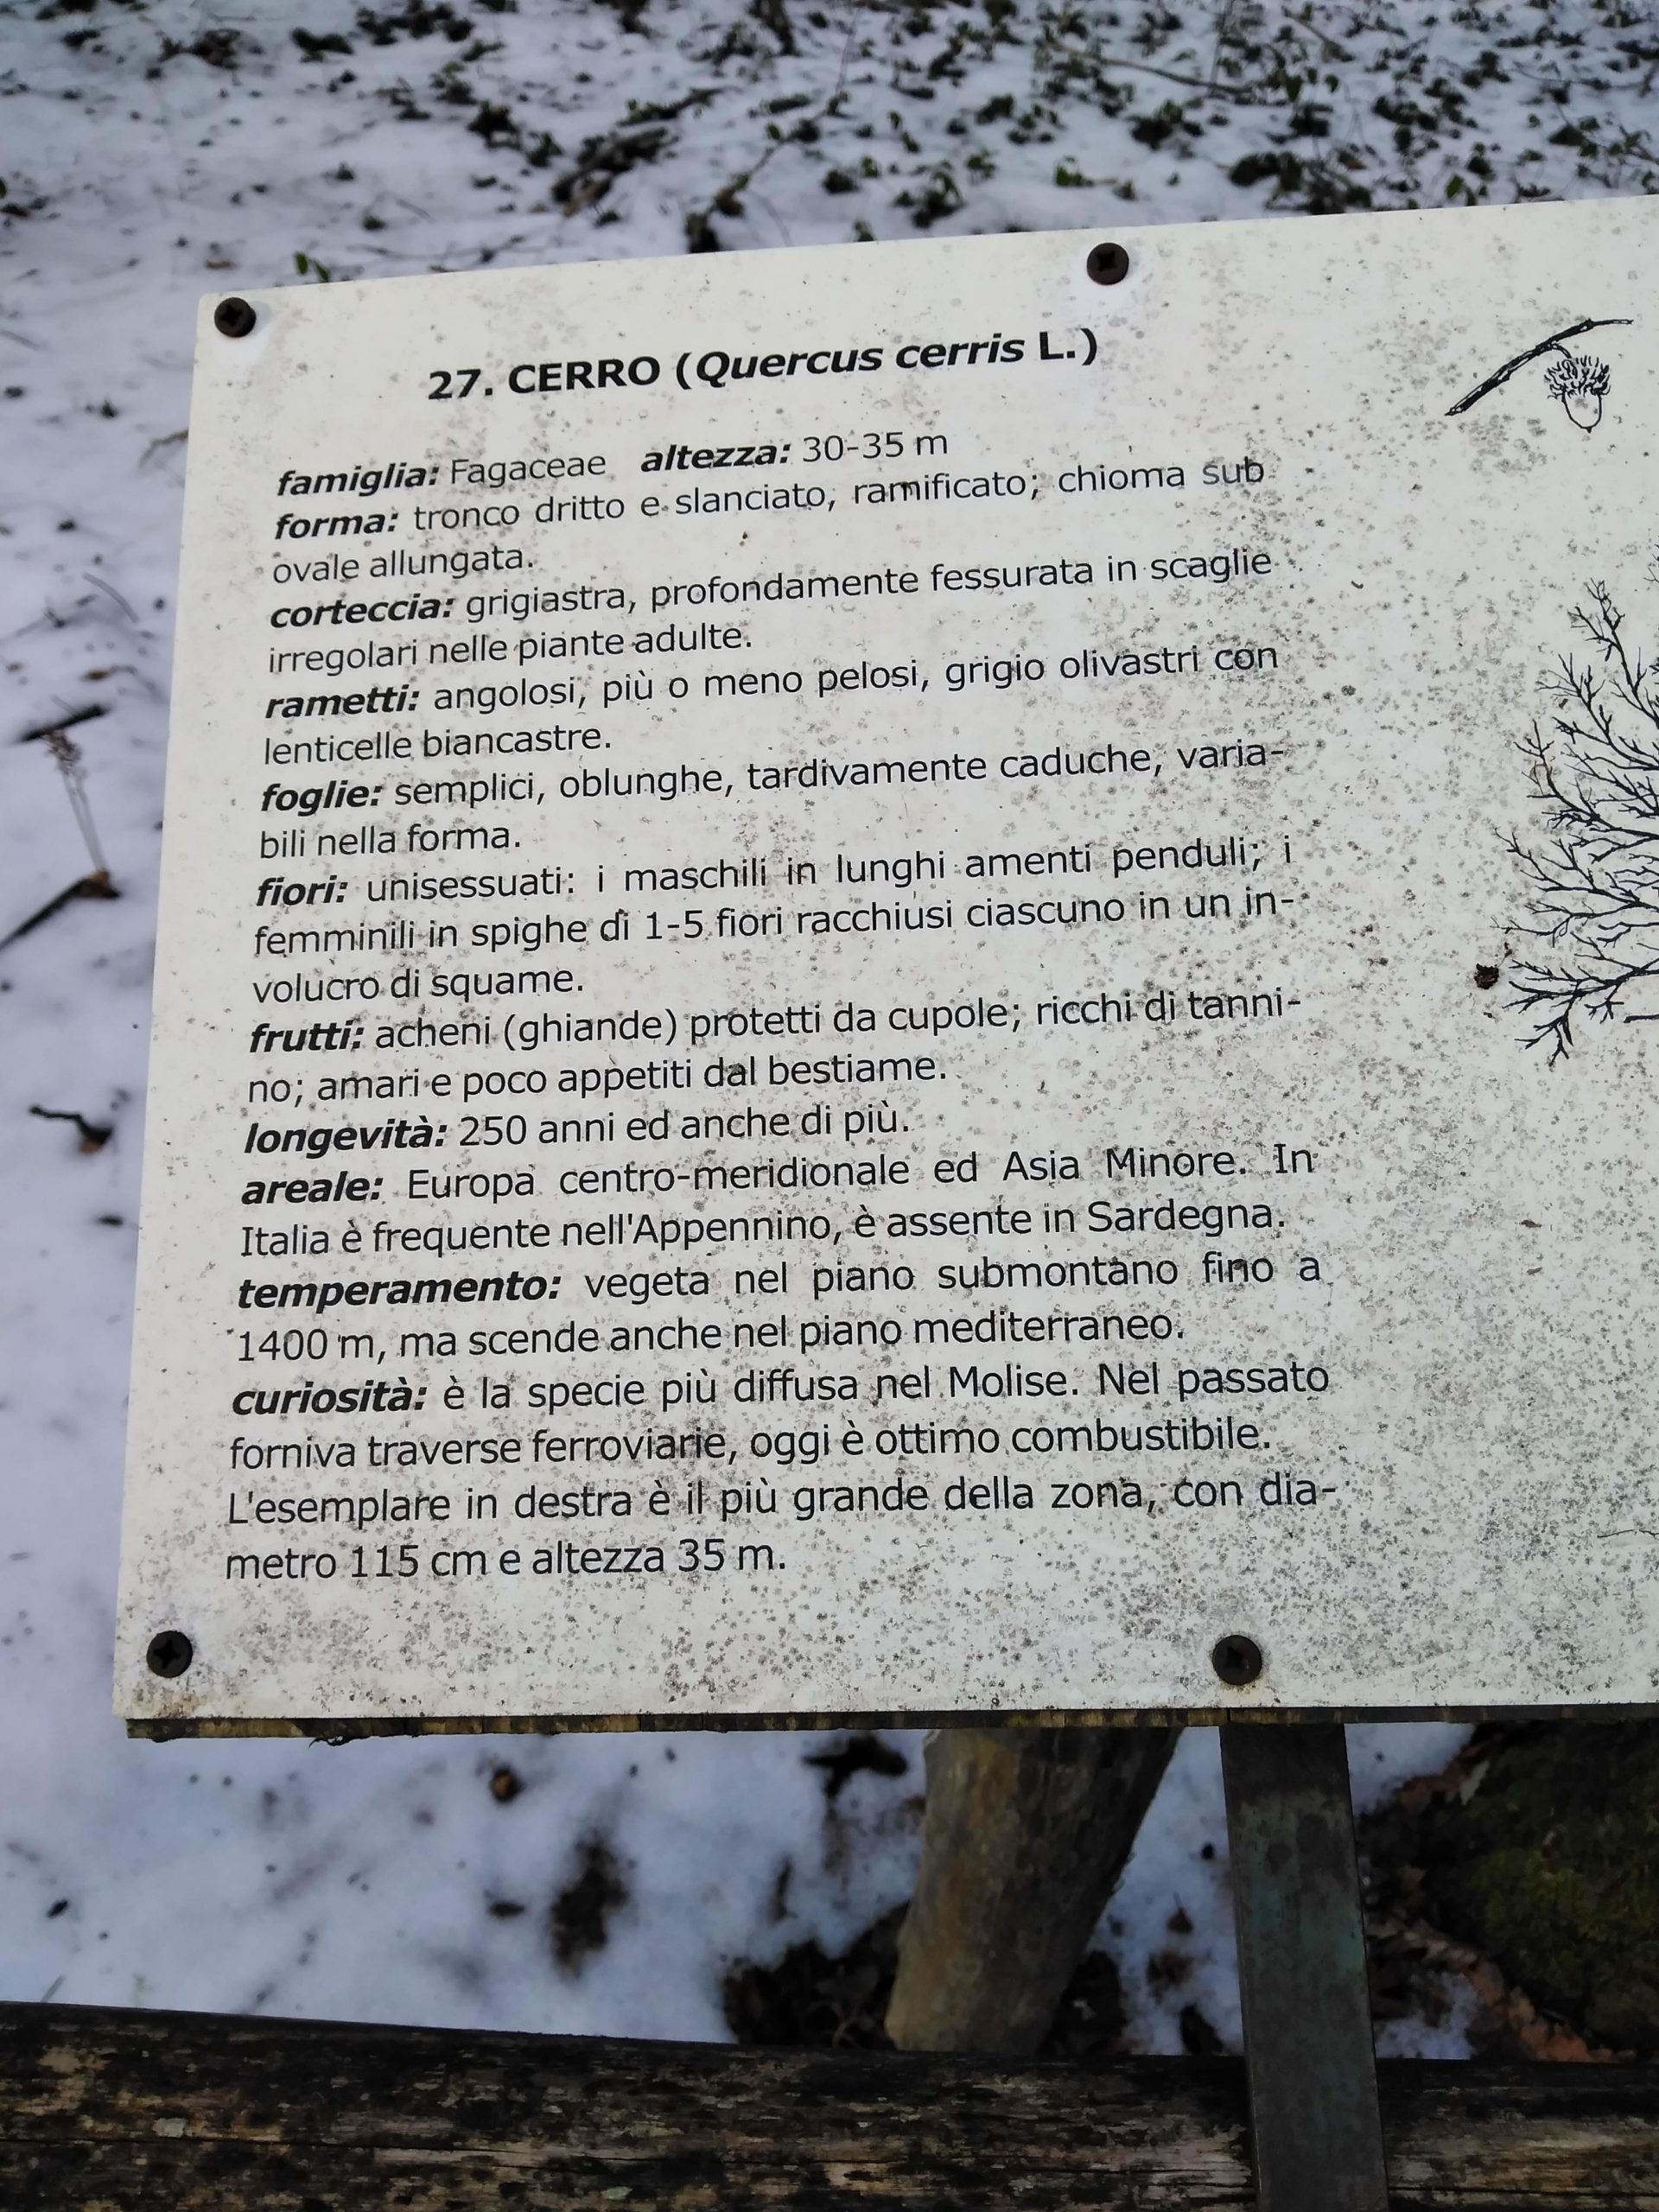 27. CERRO (Quercus cerris L.)
famiglia: Fagaceae altezza: 30-35 m
forma: tronco dritto e slanciato, ramificato; chioma sub
ovale allungata.
corteccia: grigiastra, profondamente fessurata in scaglie
irregolari nelle piante adulte.
rametti: angolosi, più o meno pelosi, grigio olivastri con
lenticelle biancastre.
foglie: semplici, oblunghe, tardivamente caduche, varia-
bili nella forma.
fiori: unisessuati: i maschili in lunghi amenti penduli; i
femminili in spighe di 1-5 fiori racchiusi ciascuno in un in-
volucro di squame.
frutti: acheni (ghiande) protetti da cupole; ricchi di tanni-
no; amari e poco appetiti dal bestiame.
longevità: 250 anni ed anche di più.
areale: Europa centro-meridionale ed Asia Minore. In
Italia è frequente nell'Appennino, è assente in Sardegna.
temperamento: vegeta nel piano submontano fino a
1400 m, ma scende anche nel piano mediterraneo.
curiosità: è la specie più diffusa nel Molise. Nel passato
forniva traverse ferroviarie, oggi è ottimo combustibile.
L'esemplare in destra è il più grande della zona, con dia-
metro 115 cm e altezza 35 m.